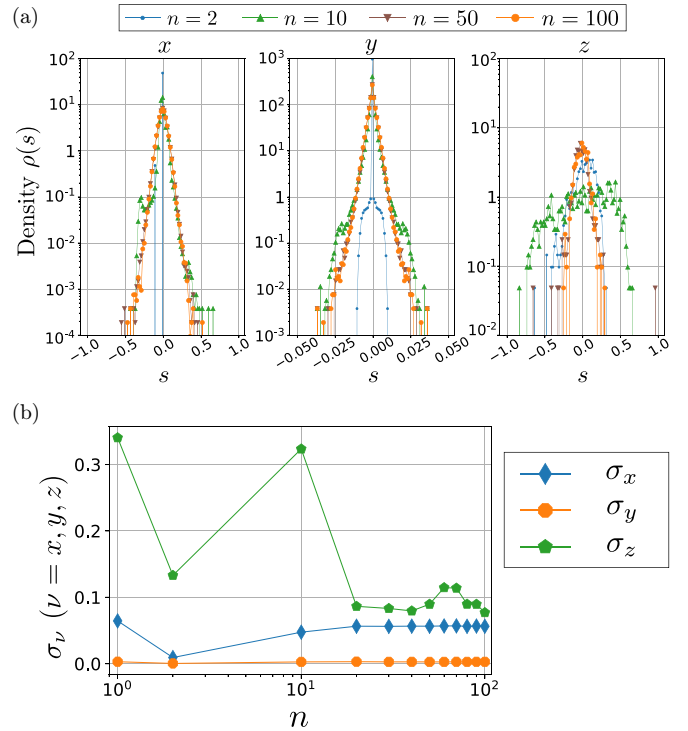 (a)
n = 2 n = 10 n = 50 n = 100
x y z
Density ρ(s)
10^2 10^1 1 10^-1 10^-2 10^-3 10^-4
10^3 10^2 10^1 1 10^-1 10^-2 10^-3
10^2 10^1 1 10^-1 10^-2
-1.0 -0.5 0.0 0.5 1.0
-0.050 -0.025 0.000 0.025 0.050
-1.0 -0.5 0.0 0.5 1.0
s s s
(b)
σ_ν (ν = x, y, z)
0.3
0.2
0.1
0.0
10^0 10^1 10^2
n
σ_x
σ_y
σ_z